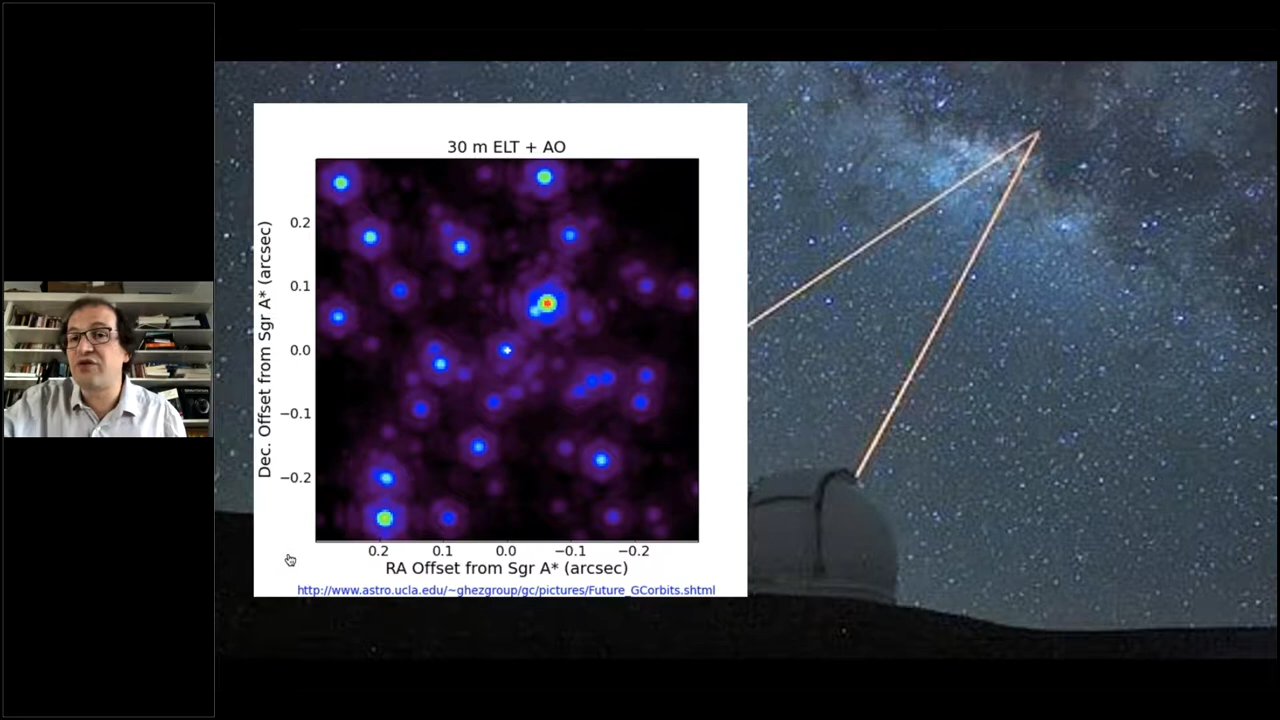 30 m ELT + AO
Dec. Offset from Sgr A* (arcsec)
0.2
0.1
0.0
−0.1
−0.2
0.2 0.1 0.0 −0.1 −0.2
RA Offset from Sgr A* (arcsec)
http://www.astro.ucla.edu/~ghezgroup/gc/pictures/Future_GCorbits.shtml